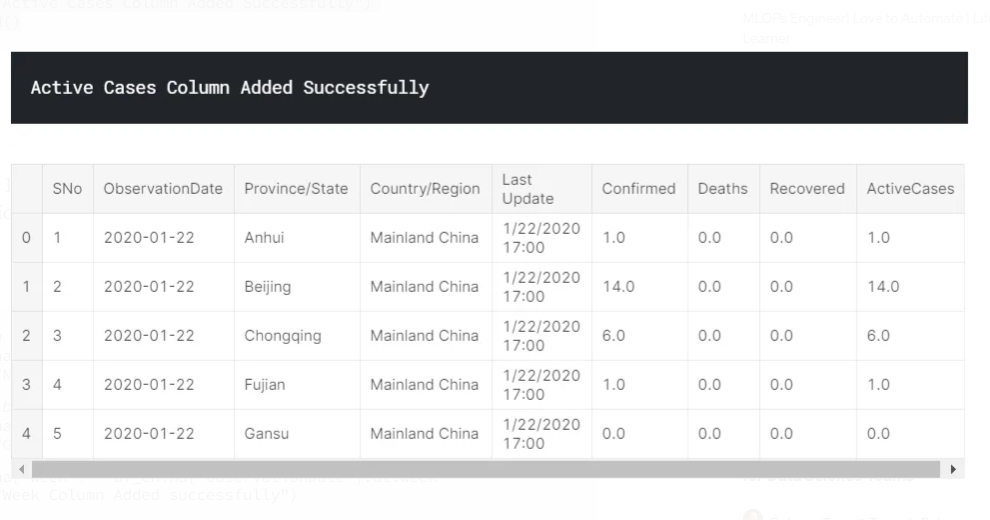 Active Cases Column Added Successfully")
MLOPs Engineer| Love to Automate | Lif
Learner
Active Cases Column Added Successfully
SNo ObservationDate Province/State Country/Region Last Update Confirmed Deaths Recovered ActiveCases
0 1 2020-01-22 Anhui Mainland China 1/22/2020 17:00 1.0 0.0 0.0 1.0
1 2 2020-01-22 Beijing Mainland China 1/22/2020 17:00 14.0 0.0 0.0 14.0
2 3 2020-01-22 Chongqing Mainland China 1/22/2020 17:00 6.0 0.0 0.0 6.0
3 4 2020-01-22 Fujian Mainland China 1/22/2020 17:00 1.0 0.0 0.0 1.0
4 5 2020-01-22 Gansu Mainland China 1/22/2020 17:00 0.0 0.0 0.0 0.0
Week Column Added successfully")